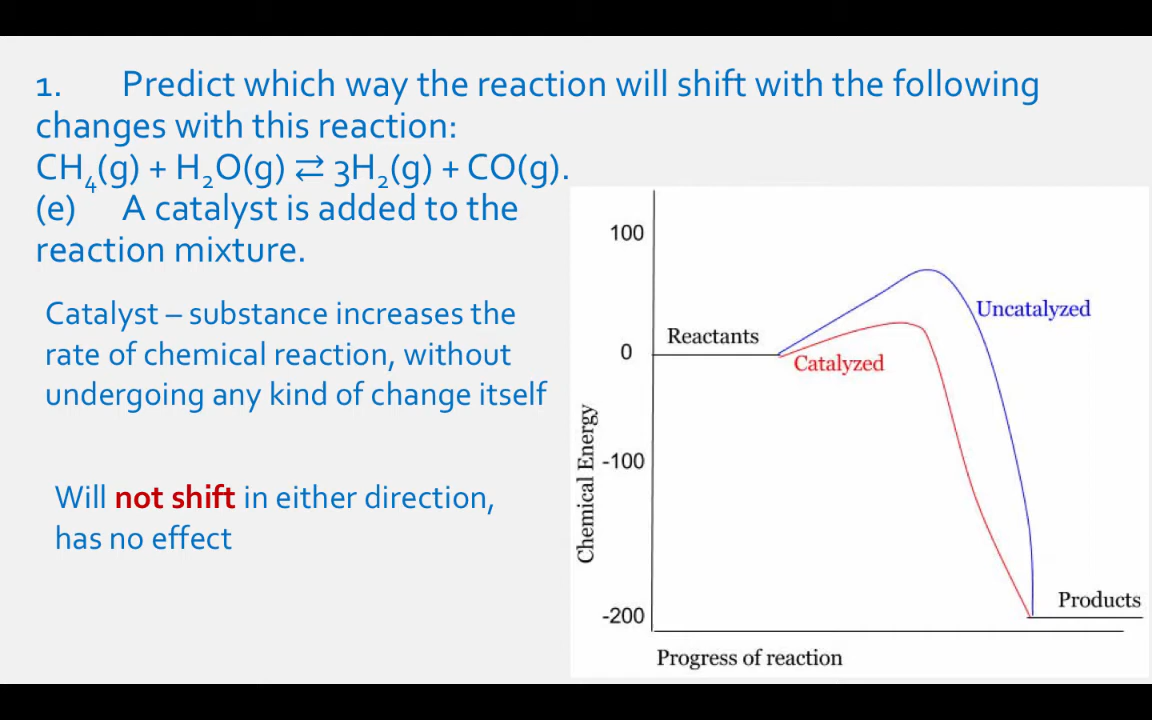 1. Predict which way the reaction will shift with the following
changes with this reaction:
CH₄(g) + H₂O(g) ⇄ 3H₂(g) + CO(g).
(e) A catalyst is added to the
reaction mixture.
Catalyst – substance increases the
rate of chemical reaction, without
undergoing any kind of change itself
Will not shift in either direction,
has no effect
100
0
-100
-200
Chemical Energy
Reactants
Uncatalyzed
Catalyzed
Products
Progress of reaction